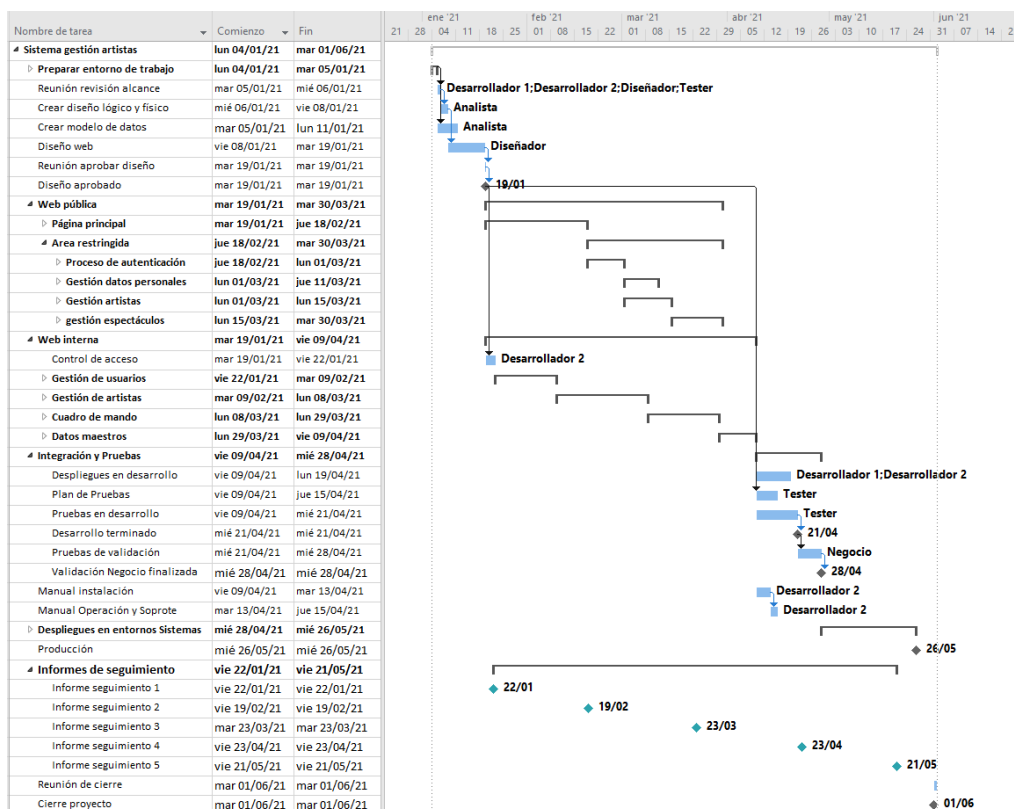 ene '21 feb '21 mar '21 abr '21 may '21 jun '21
Nombre de tarea Comienzo Fin 21 28 04 11 18 25 01 08 15 22 01 08 15 22 29 05 12 19 26 03 10 17 24 31 07 14 2
Sistema gestión artistas lun 04/01/21 mar 01/06/21
Preparar entorno de trabajo lun 04/01/21 mar 05/01/21
Reunión revisión alcance mar 05/01/21 mié 06/01/21 Desarrollador 1;Desarrollador 2;Diseñador;Tester
Crear diseño lógico y físico mié 06/01/21 vie 08/01/21 Analista
Crear modelo de datos mar 05/01/21 lun 11/01/21 Analista
Diseño web vie 08/01/21 mar 19/01/21 Diseñador
Reunión aprobar diseño mar 19/01/21 mar 19/01/21
Diseño aprobado mar 19/01/21 mar 19/01/21 19/01
Web pública mar 19/01/21 mar 30/03/21
Página principal mar 19/01/21 jue 18/02/21
Area restringida jue 18/02/21 mar 30/03/21
Proceso de autenticación jue 18/02/21 lun 01/03/21
Gestión datos personales lun 01/03/21 jue 11/03/21
Gestión artistas lun 01/03/21 lun 15/03/21
gestión espectáculos lun 15/03/21 mar 30/03/21
Web interna mar 19/01/21 vie 09/04/21
Control de acceso mar 19/01/21 vie 22/01/21 Desarrollador 2
Gestión de usuarios vie 22/01/21 mar 09/02/21
Gestión de artistas mar 09/02/21 lun 08/03/21
Cuadro de mando lun 08/03/21 lun 29/03/21
Datos maestros lun 29/03/21 vie 09/04/21
Integración y Pruebas vie 09/04/21 mié 28/04/21
Despliegues en desarrollo vie 09/04/21 lun 19/04/21 Desarrollador 1;Desarrollador 2
Plan de Pruebas vie 09/04/21 jue 15/04/21 Tester
Pruebas en desarrollo vie 09/04/21 mié 21/04/21 Tester
Desarrollo terminado mié 21/04/21 mié 21/04/21 21/04
Pruebas de validación mié 21/04/21 mié 28/04/21 Negocio
Validación Negocio finalizada mié 28/04/21 mié 28/04/21 28/04
Manual instalación vie 09/04/21 mar 13/04/21 Desarrollador 2
Manual Operación y Soprote mar 13/04/21 jue 15/04/21 Desarrollador 2
Despliegues en entornos Sistemas mié 28/04/21 mié 26/05/21
Producción mié 26/05/21 mié 26/05/21 26/05
Informes de seguimiento vie 22/01/21 vie 21/05/21
Informe seguimiento 1 vie 22/01/21 vie 22/01/21 22/01
Informe seguimiento 2 vie 19/02/21 vie 19/02/21 19/02
Informe seguimiento 3 mar 23/03/21 mar 23/03/21 23/03
Informe seguimiento 4 vie 23/04/21 vie 23/04/21 23/04
Informe seguimiento 5 vie 21/05/21 vie 21/05/21 21/05
Reunión de cierre mar 01/06/21 mar 01/06/21
Cierre proyecto mar 01/06/21 mar 01/06/21 01/06